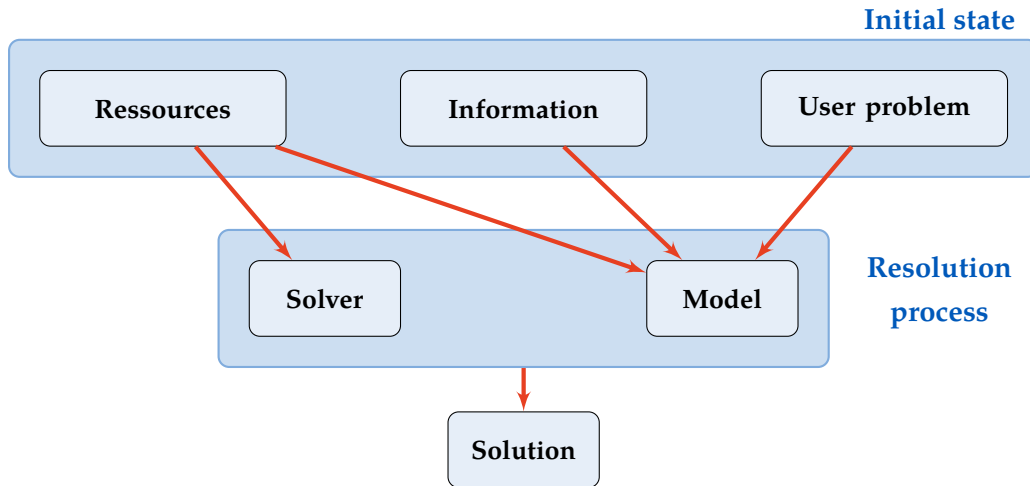 Initial state
Ressources
Information
User problem
Solver
Model
Resolution
process
Solution